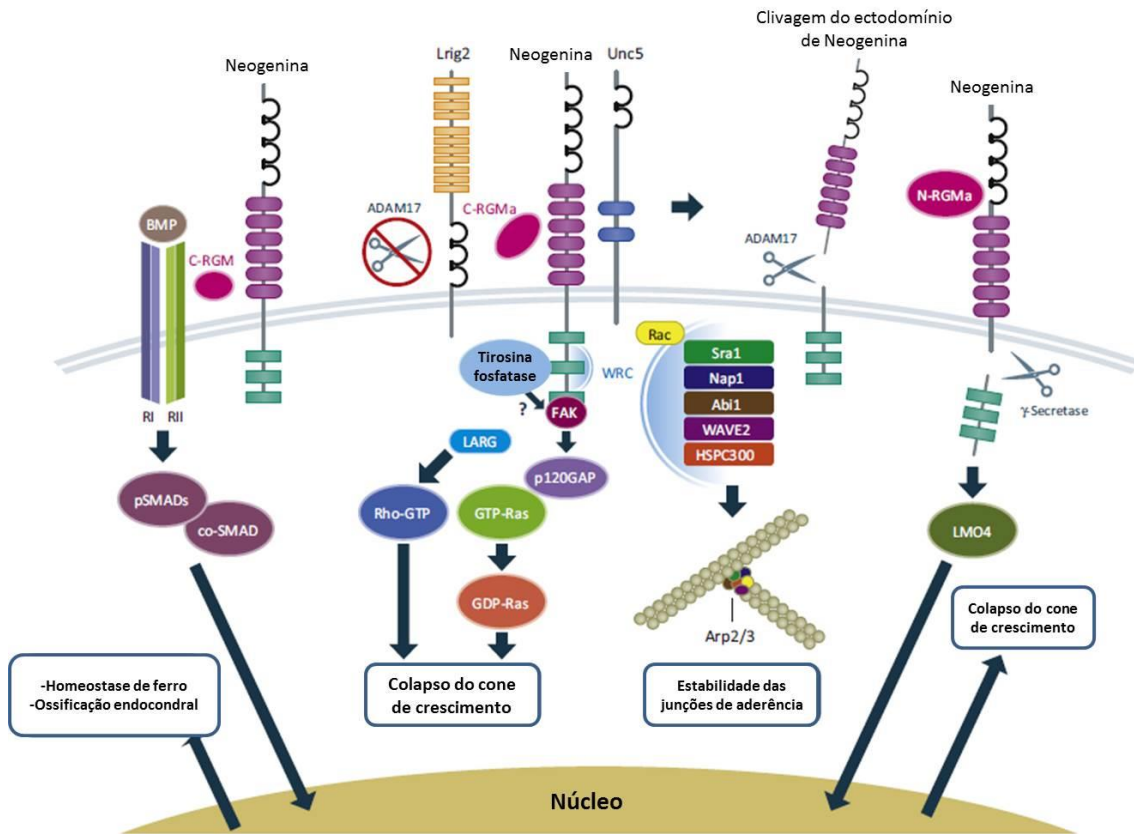 Clivagem do ectodomínio
de Neogenina
Lrig2
Neogenina
Unc5
Neogenina
Neogenina
ADAM17
C-RGMa
N-RGMa
BMP
C-RGM
ADAM17
Rac
Sra1
Nap1
Abi1
WAVE2
HSPC300
Tirosina
fosfatase
WRC
?
FAK
RI
RII
γ-Secretase
LARG
p120GAP
pSMADs
co-SMAD
Rho-GTP
GTP-Ras
LMO4
GDP-Ras
Arp2/3
Colapso do cone
de crescimento
-Homeostase de ferro
-Ossificação endocondral
Colapso do cone
de crescimento
Estabilidade das
junções de aderência
Núcleo